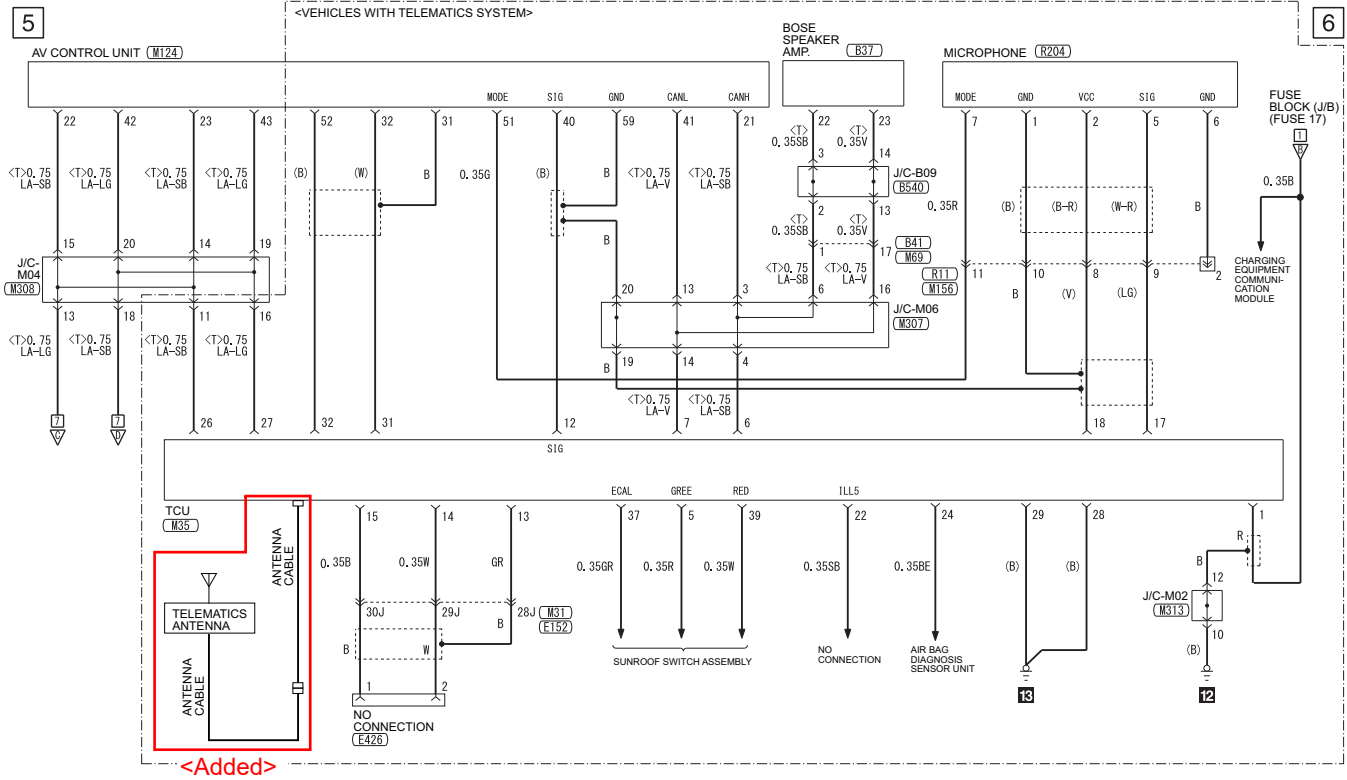 5
<VEHICLES WITH TELEMATICS SYSTEM>
6
AV CONTROL UNIT M124
BOSE
SPEAKER
AMP. B37
MICROPHONE R204
MODE SIG GND CANL CANH
MODE GND VCC SIG GND
FUSE
BLOCK (J/B)
(FUSE 17)
22 42 23 43 52 32 31 51 40 59 41 21 22 23 7 1 2 5 6
1
B
<T>0.75
LA-SB
<T>0.75
LA-LG
<T>0.75
LA-SB
<T>0.75
LA-LG
(B) (W) B 0.35G (B) B
<T>0.75
LA-V
<T>0.75
LA-SB
<T>
0.35SB
<T>
0.35V
3 14
J/C-B09
B540
2 13
<T>
0.35SB
<T>
0.35V
0.35R (B) (B-R) (W-R) B 0.35B
B
15 20 14 19
J/C-
M04
M308
13 18 11 16
1 17
B41
M69
<T>0.75
LA-SB
<T>0.75
LA-V
R11
M156
11 10 8 9 2
CHARGING
EQUIPMENT
COMMUNI-
CATION
MODULE
B (V) (LG)
20 13 3 6 16
J/C-M06
M307
19 14 4
<T>0.75
LA-LG
<T>0.75
LA-SB
<T>0.75
LA-SB
<T>0.75
LA-LG
B
<T>0.75
LA-V
<T>0.75
LA-SB
7
C
7
D
26 27 32 31 12 7 6 18 17
SIG
ECAL GREE RED ILL5
TCU
M35
15 14 13 37 5 39 22 24 29 28 1
ANTENNA
CABLE
TELEMATICS
ANTENNA
ANTENNA
CABLE
0.35B 0.35W GR 0.35GR 0.35R 0.35W 0.35SB 0.35BE (B) (B) R
B
12
J/C-M02
M313
10
(B)
30J 29J 28J M31
E152
B W B
1 2
NO
CONNECTION
E426
SUNROOF SWITCH ASSEMBLY
NO
CONNECTION
AIR BAG
DIAGNOSIS
SENSOR UNIT
13
12
<Added>